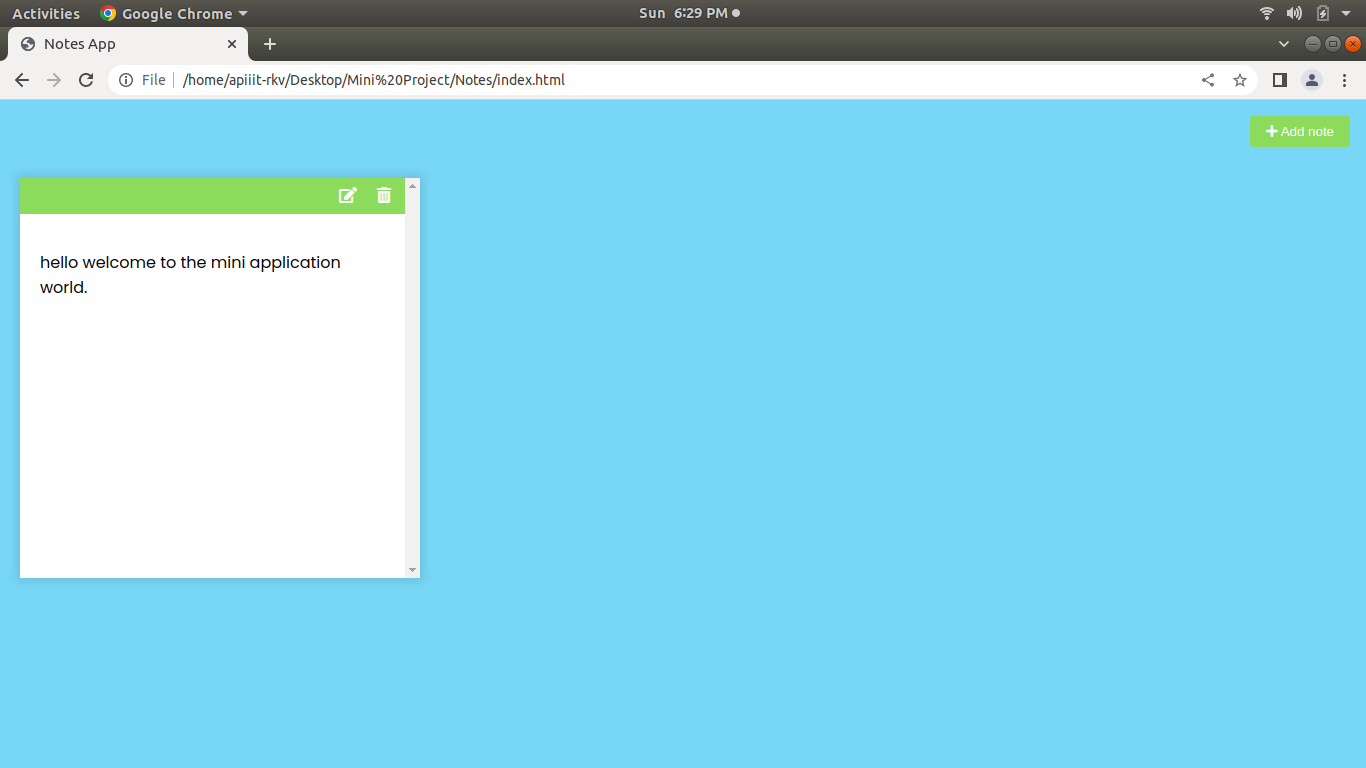 Activities Google Chrome Sun 6:29 PM
Notes App
File /home/apiiit-rkv/Desktop/Mini%20Project/Notes/index.html
Add note
hello welcome to the mini application
world.